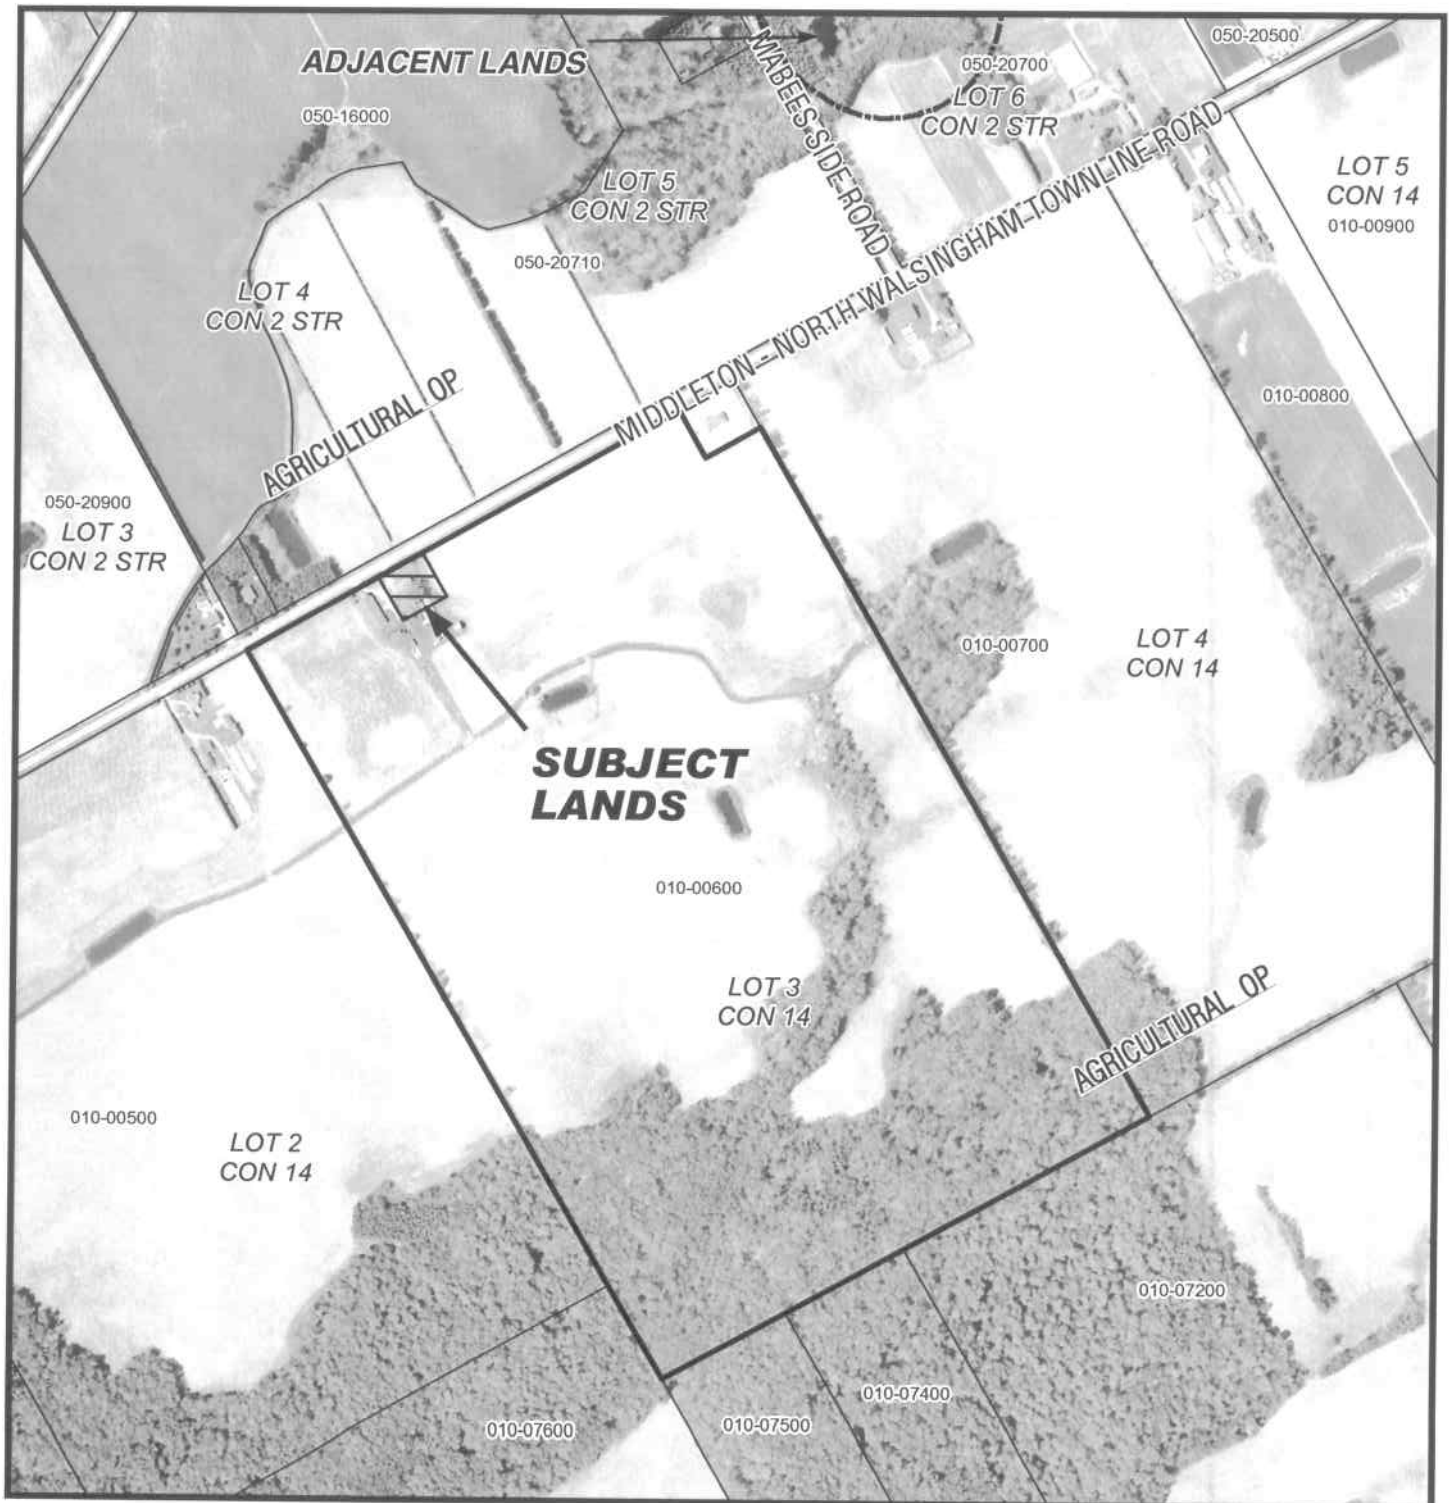 050-20500
ADJACENT LANDS
MABEES SIDE ROAD
050-20700
LOT 6
CON 2 STR
050-16000
MIDDLETON - NORTH WALSINGHAM TOWNLINE ROAD
LOT 5
CON 14
010-00900
LOT 5
CON 2 STR
050-20710
LOT 4
CON 2 STR
AGRICULTURAL OP
010-00800
050-20900
LOT 3
CON 2 STR
010-00700
LOT 4
CON 14
SUBJECT
LANDS
010-00600
LOT 3
CON 14
AGRICULTURAL OP
010-00500
LOT 2
CON 14
010-07200
010-07400
010-07500
010-07600